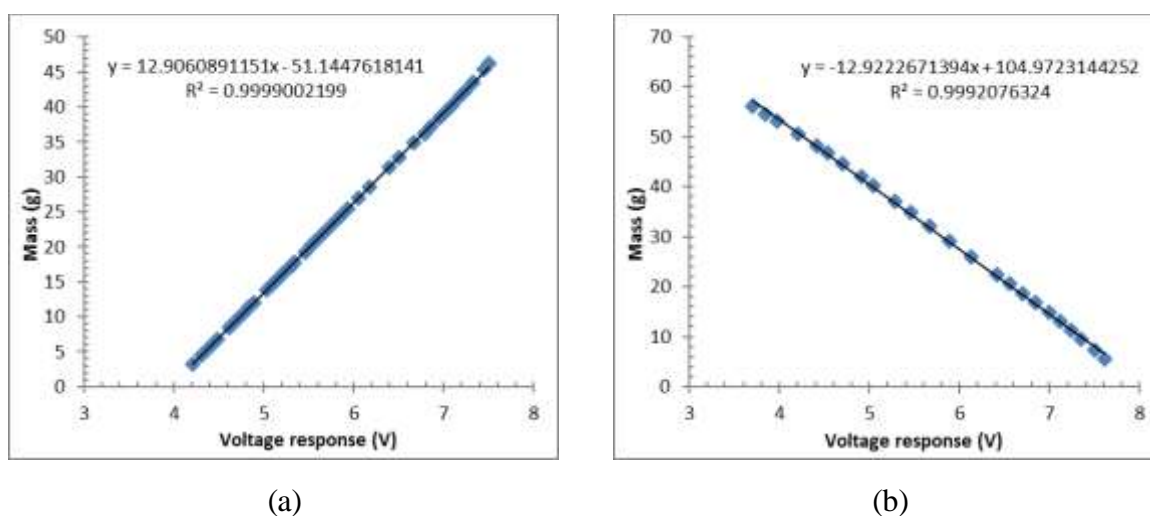 50
45
40
35
30
25
20
15
10
5
0
Mass (g)
y = 12.9060891151x - 51.1447618141
R² = 0.9999002199
3 4 5 6 7 8
Voltage response (V)
(a)
70
60
50
40
30
20
10
0
Mass (g)
y = -12.9222671394x + 104.9723144252
R² = 0.9992076324
3 4 5 6 7 8
Voltage response (V)
(b)